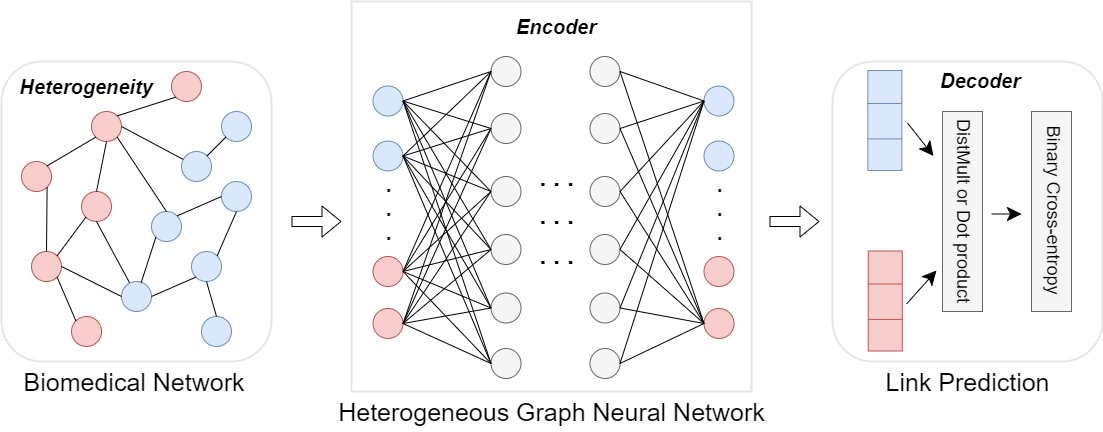 Heterogeneity
Biomedical Network
Encoder
Heterogeneous Graph Neural Network
Decoder
DistMult or Dot product
Binary Cross-entropy
Link Prediction